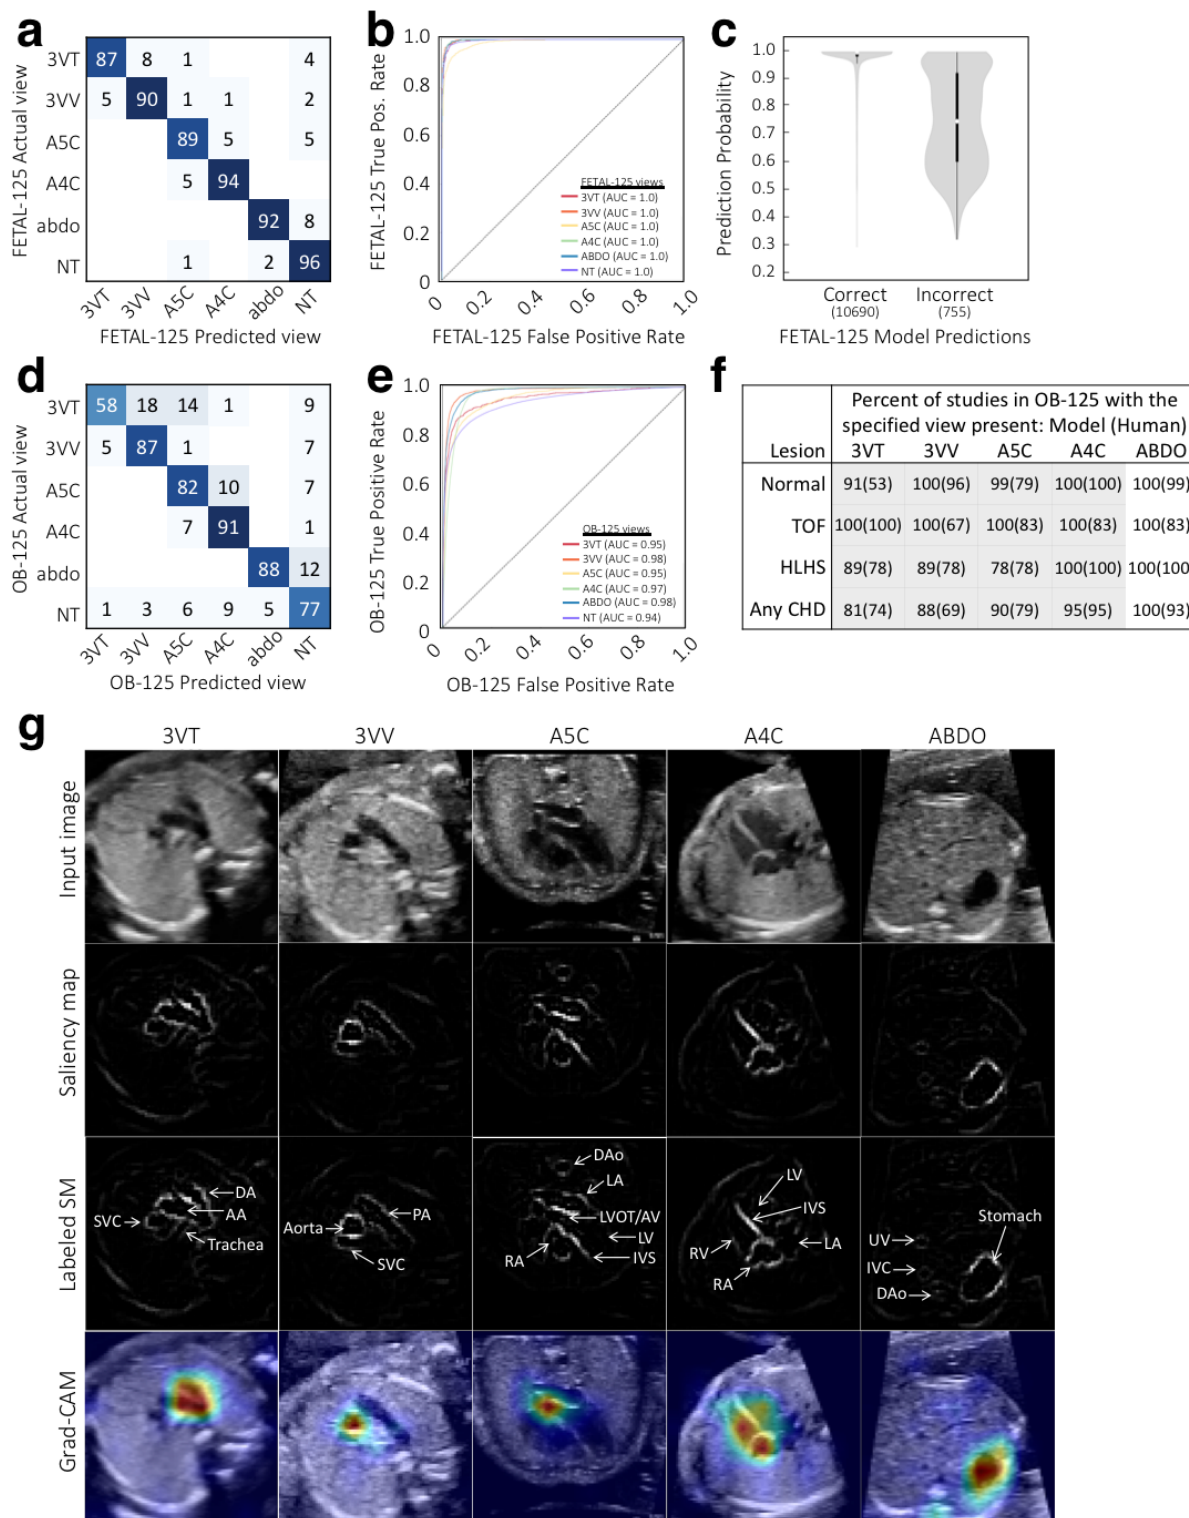 a
FETAL-125 Actual view
3VT 87 8 1 4
3VV 5 90 1 1 2
A5C 89 5 5
A4C 5 94
abdo 92 8
NT 1 2 96
3VT 3VV A5C A4C abdo NT
FETAL-125 Predicted view
b
FETAL-125 True Pos. Rate
1.0
0.8
0.6
0.4
0.2
0
FETAL-125 views
3VT (AUC = 1.0)
3VV (AUC = 1.0)
A5C (AUC = 1.0)
A4C (AUC = 1.0)
ABDO (AUC = 1.0)
NT (AUC = 1.0)
0 0.2 0.4 0.6 0.8 1.0
FETAL-125 False Positive Rate
c
Prediction Probability
1.0
0.9
0.8
0.7
0.6
0.5
0.4
0.3
0.2
Correct Incorrect
(10690) (755)
FETAL-125 Model Predictions
d
OB-125 Actual view
3VT 58 18 14 1 9
3VV 5 87 1 7
A5C 82 10 7
A4C 7 91 1
abdo 88 12
NT 1 3 6 9 5 77
3VT 3VV A5C A4C abdo NT
OB-125 Predicted view
e
OB-125 True Positive Rate
1.0
0.8
0.6
0.4
0.2
0
OB-125 views
3VT (AUC = 0.95)
3VV (AUC = 0.98)
A5C (AUC = 0.95)
A4C (AUC = 0.97)
ABDO (AUC = 0.98)
NT (AUC = 0.94)
0 0.2 0.4 0.6 0.8 1.0
OB-125 False Positive Rate
f
Percent of studies in OB-125 with the
specified view present: Model (Human)
Lesion 3VT 3VV A5C A4C ABDO
Normal 91(53) 100(96) 99(79) 100(100) 100(99)
TOF 100(100) 100(67) 100(83) 100(83) 100(83)
HLHS 89(78) 89(78) 78(78) 100(100) 100(100
Any CHD 81(74) 88(69) 90(79) 95(95) 100(93)
g
3VT 3VV A5C A4C ABDO
Input image
Saliency map
Labeled SM
DA
AA
SVC
Trachea
Aorta
PA
SVC
DAo
LA
LVOT/AV
LV
RA
IVS
LV
IVS
RV
LA
RA
Stomach
UV
IVC
DAo
Grad-CAM